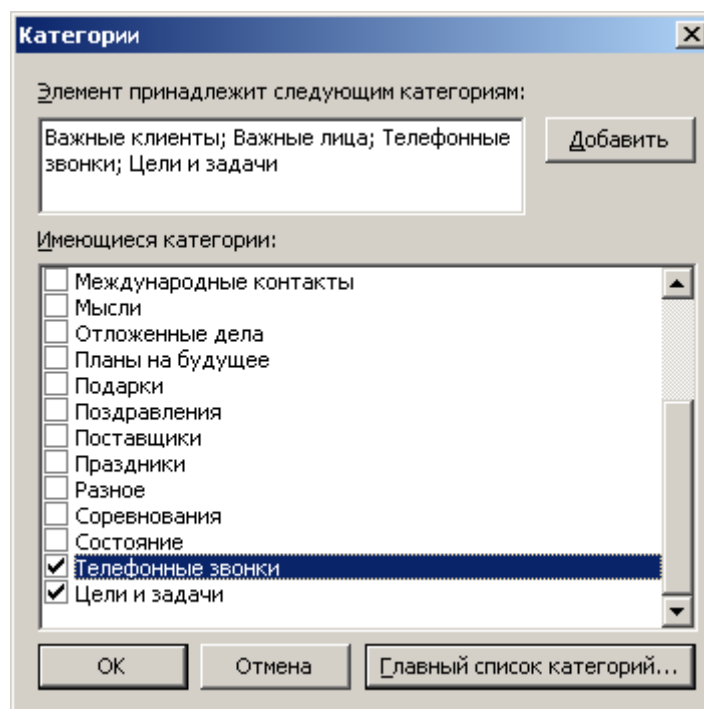 Категории
Элемент принадлежит следующим категориям:
Важные клиенты; Важные лица; Телефонные
звонки; Цели и задачи
Добавить
Имеющиеся категории:
Международные контакты
Мысли
Отложенные дела
Планы на будущее
Подарки
Поздравления
Поставщики
Праздники
Разное
Соревнования
Состояние
Телефонные звонки
Цели и задачи
OK
Отмена
Главный список категорий...